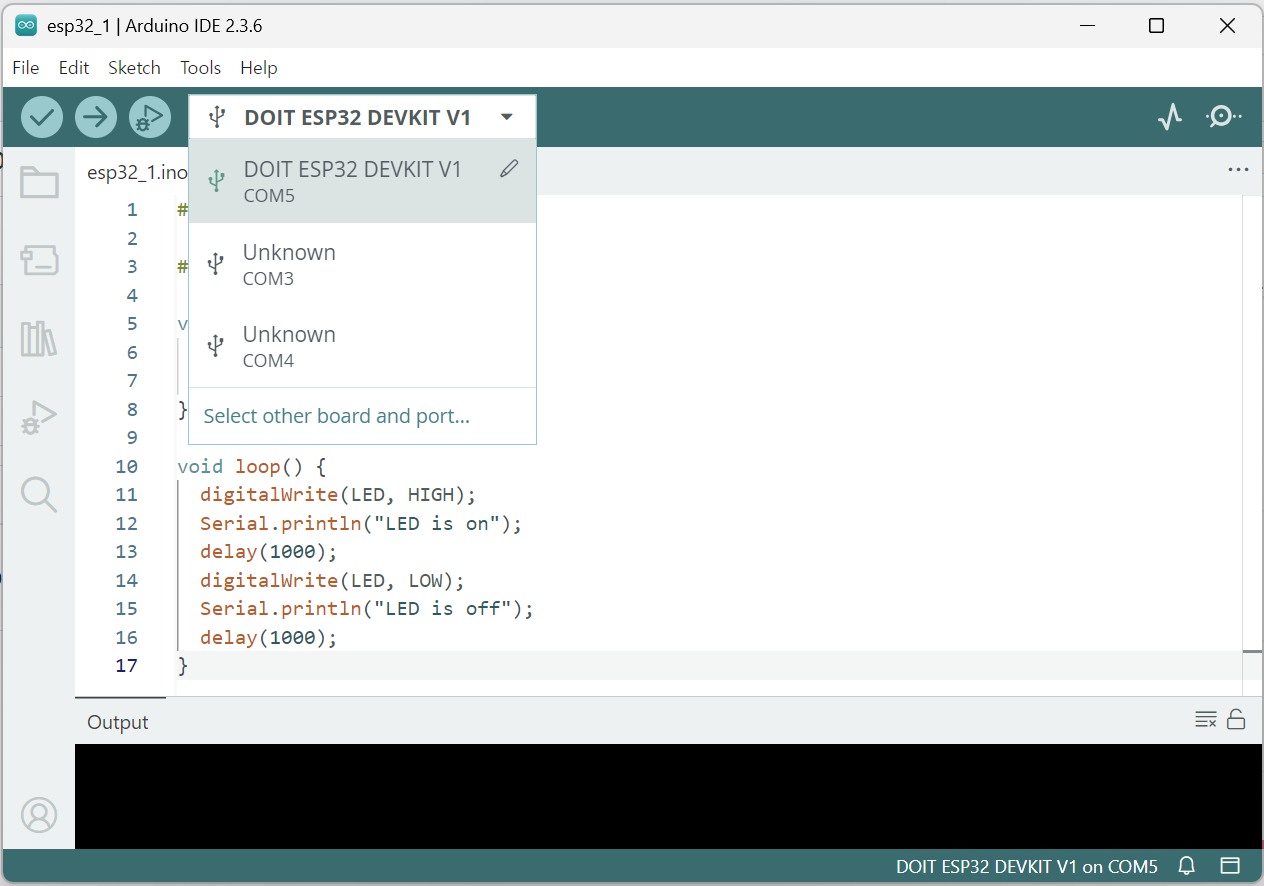 esp32_1 | Arduino IDE 2.3.6
File Edit Sketch Tools Help
DOIT ESP32 DEVKIT V1
DOIT ESP32 DEVKIT V1
COM5
Unknown
COM3
Unknown
COM4
Select other board and port...
esp32_1.ino
1 #
2
3 #
4
5 v
6
7
8 }
9
10 void loop() {
11 digitalWrite(LED, HIGH);
12 Serial.println("LED is on");
13 delay(1000);
14 digitalWrite(LED, LOW);
15 Serial.println("LED is off");
16 delay(1000);
17 }
Output
DOIT ESP32 DEVKIT V1 on COM5